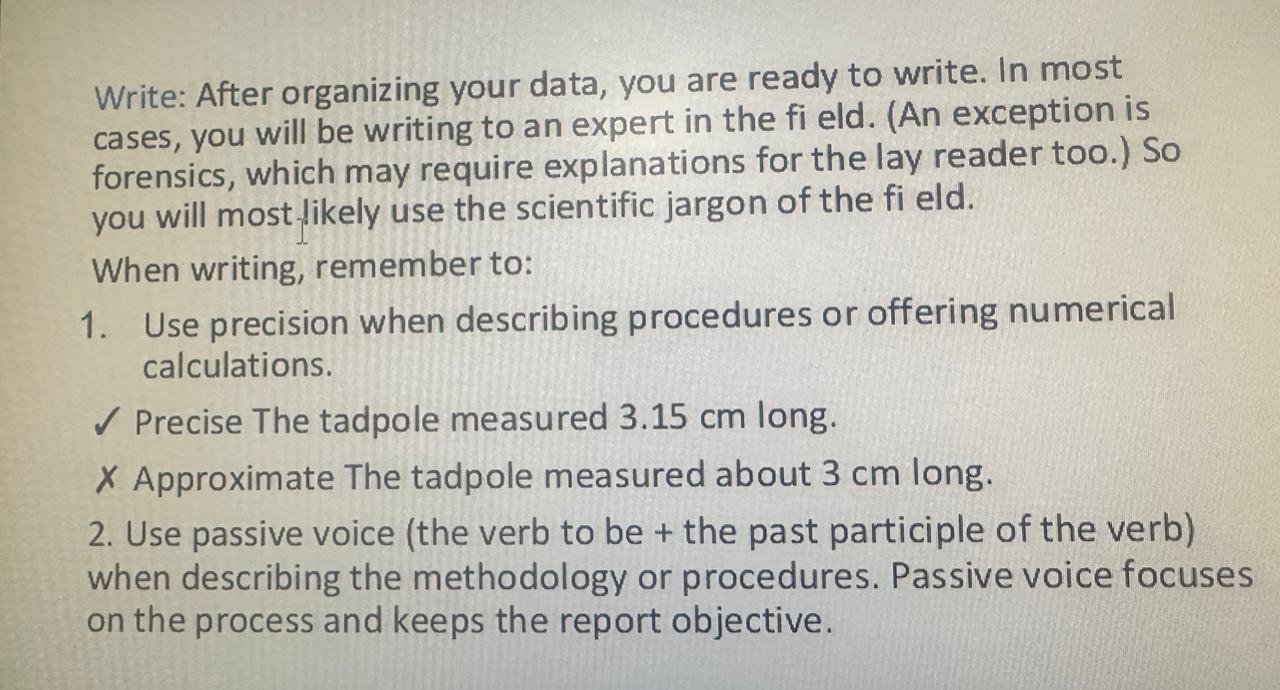 Write: After organizing your data, you are ready to write. In most
cases, you will be writing to an expert in the fi eld. (An exception is
forensics, which may require explanations for the lay reader too.) So
you will most likely use the scientific jargon of the fi eld.
When writing, remember to:
1. Use precision when describing procedures or offering numerical
calculations.
✓ Precise The tadpole measured 3.15 cm long.
✗ Approximate The tadpole measured about 3 cm long.
2. Use passive voice (the verb to be + the past participle of the verb)
when describing the methodology or procedures. Passive voice focuses
on the process and keeps the report objective.